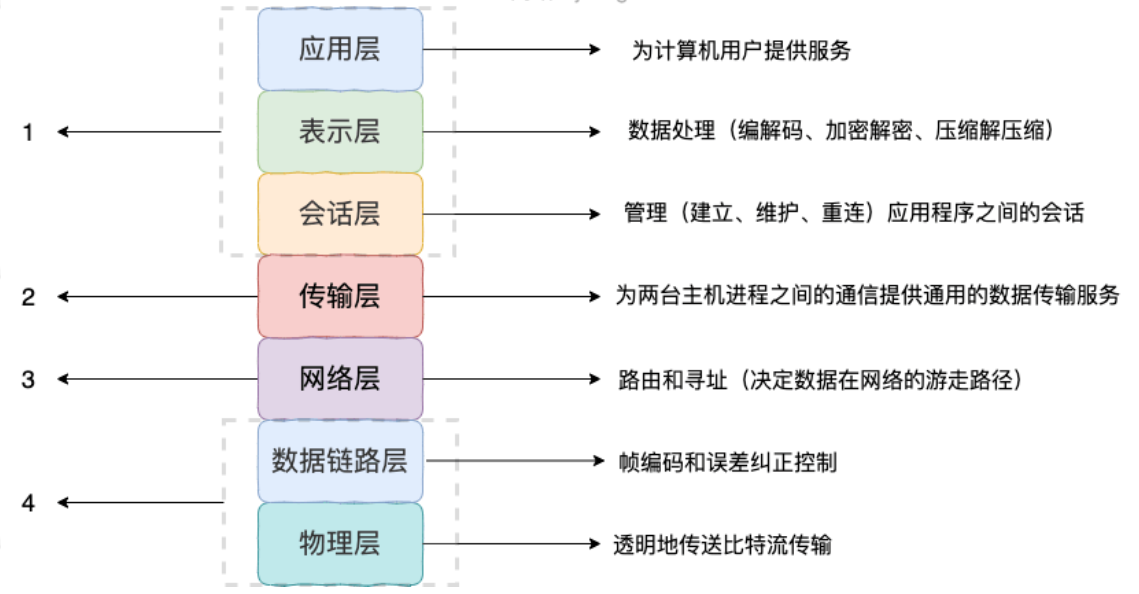 应用层
为计算机用户提供服务
1
表示层
数据处理（编解码、加密解密、压缩解压缩）
会话层
管理（建立、维护、重连）应用程序之间的会话
2
传输层
为两台主机进程之间的通信提供通用的数据传输服务
3
网络层
路由和寻址（决定数据在网络的游走路径）
数据链路层
帧编码和误差纠正控制
4
物理层
透明地传送比特流传输